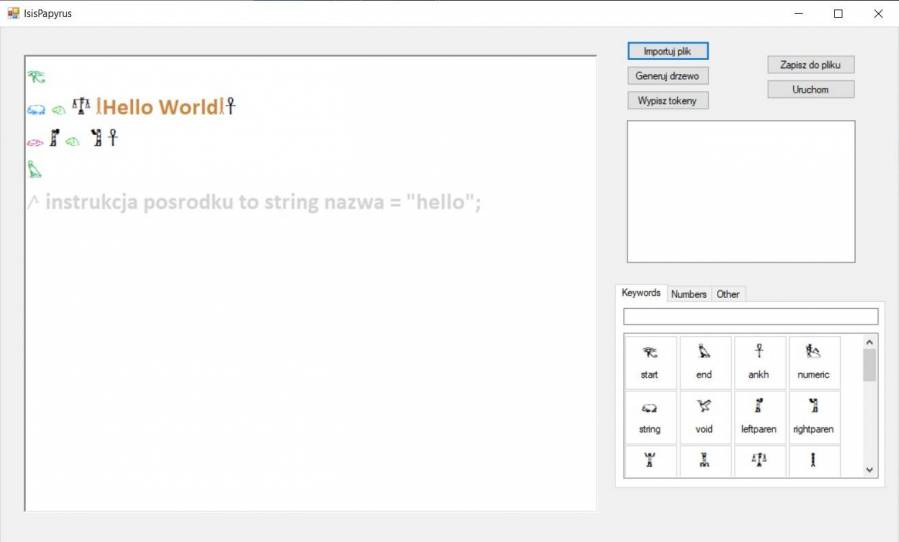 IsisPapyrus
Importuj plik
Generuj drzewo
Wypisz tokeny
Zapisz do pliku
Uruchom
𓂀
Hello World 𓋹
𓋹
^ instrukcja posrodku to string nazwa = "hello";
Keywords Numbers Other
𓂀 𓋹
start end ankh numeric
string void leftparen rightparen